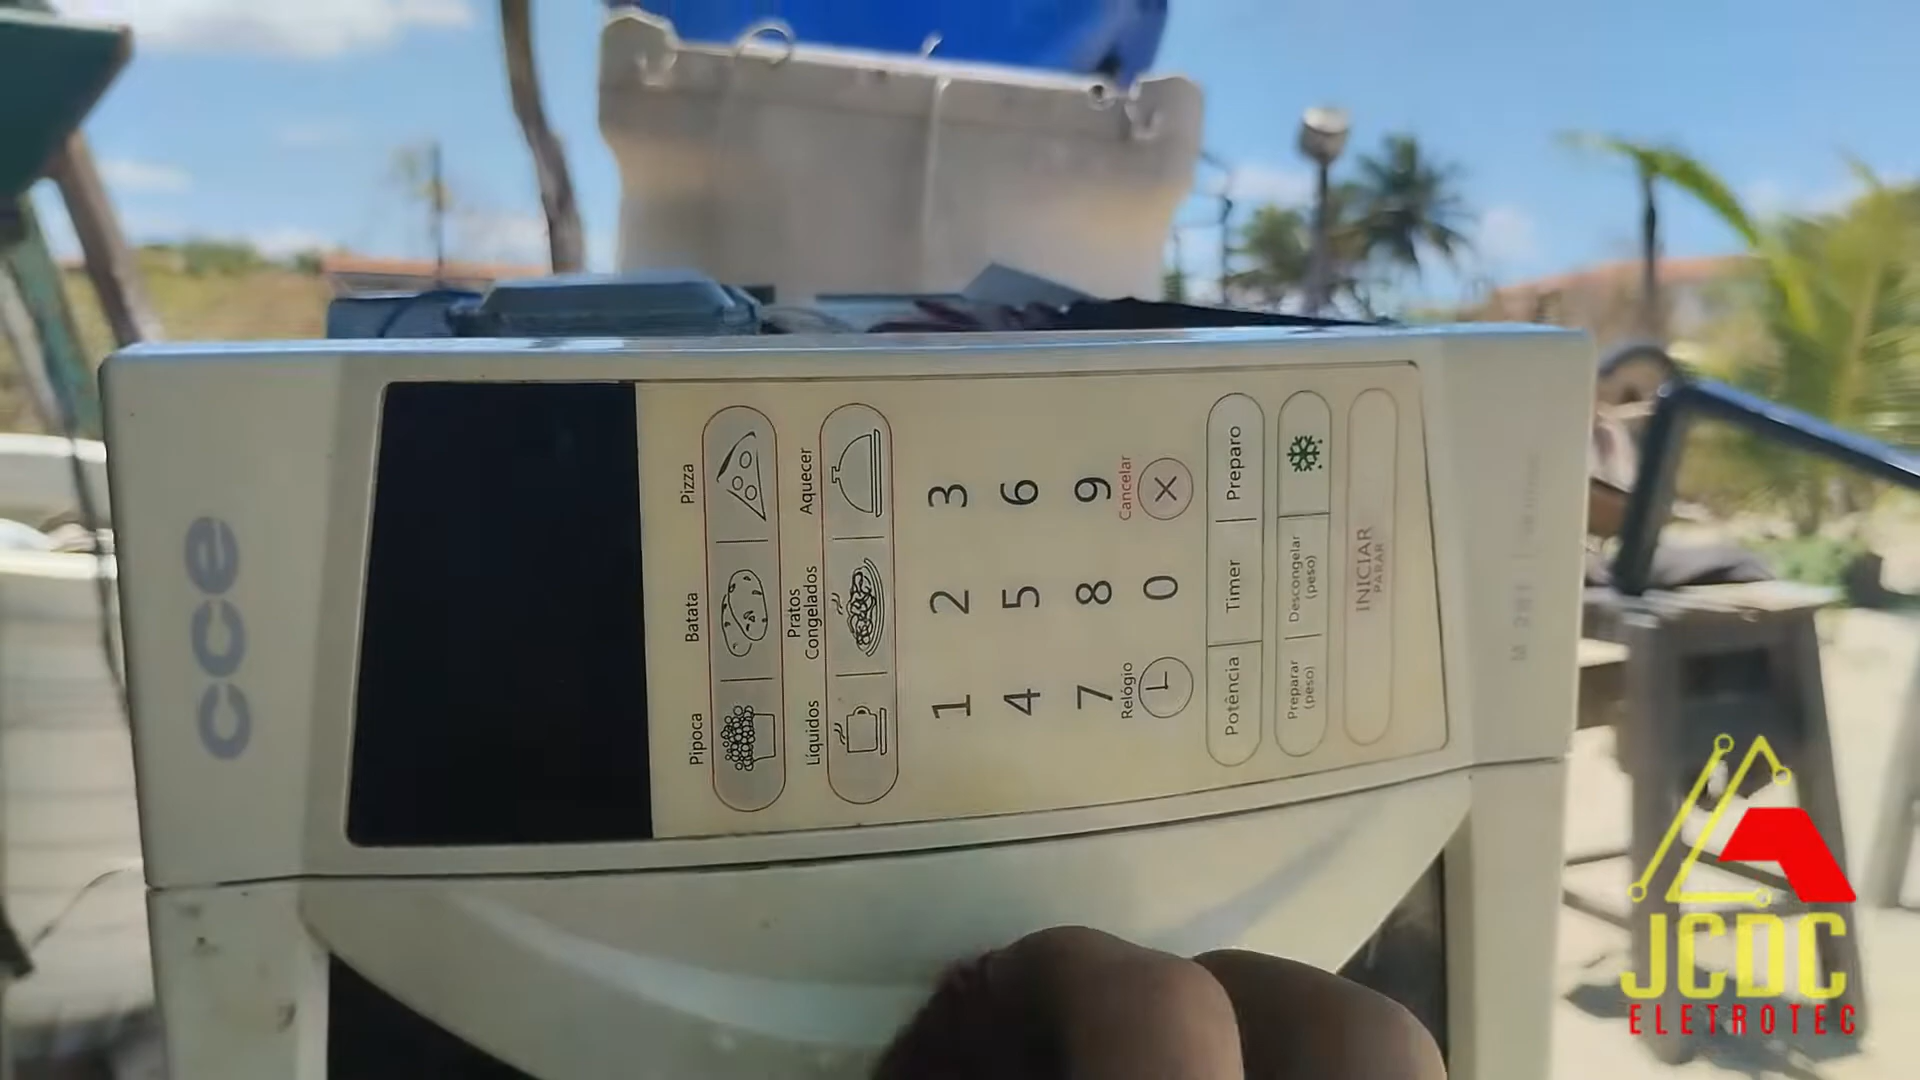 cce
Pipoca Batata Pizza
Líquidos Pratos Congelados Aquecer
1 2 3
4 5 6
7 8 9
Relógio 0 Cancelar
Potência Timer Preparo
Preparar (peso) Descongelar (peso)
INICIAR
PARAR
JCDC
ELETROTEC